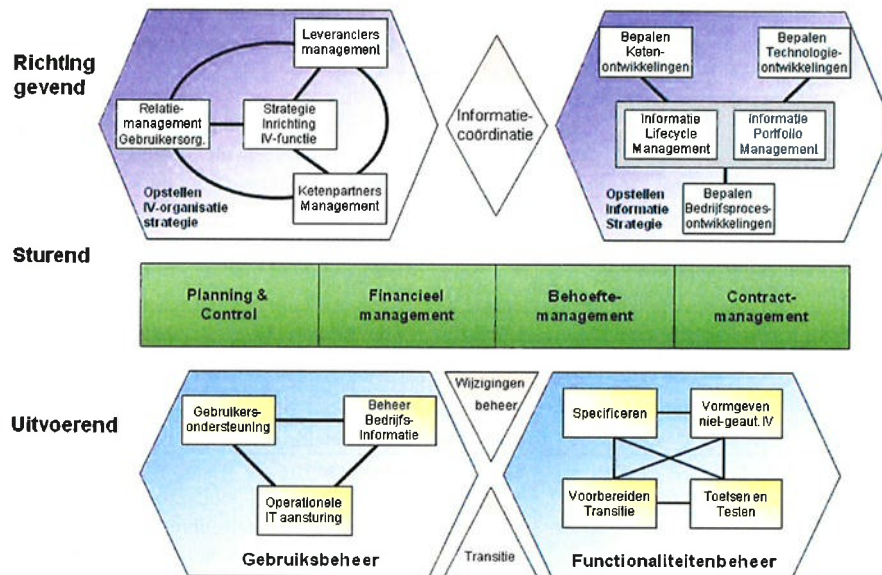 Richting
gevend
Leveranciers
management
Relatie-
management
Gebruikersorg.
Strategie
Inrichting
IV-functie
Ketenpartners
Management
Opstellen
IV-organisatie
strategie
Informatie-
coördinatie
Bepalen
Keten-
ontwikkelingen
Bepalen
Technologie-
ontwikkelingen
Informatie
Lifecycle
Management
Informatie
Portfolio
Management
Opstellen
Informatie
Strategie
Bepalen
Bedrijfsproces-
ontwikkelingen
Sturend
Planning &
Control
Financieel
management
Behoefte-
management
Contract-
management
Uitvoerend
Gebruikers-
ondersteuning
Beheer
Bedrijfs-
Informatie
Operationele
IT aansturing
Gebruiksbeheer
Wijzigingen
beheer
Transitie
Specificeren
Vormgeven
niet-geaut. IV
Voorbereiden
Transitie
Toetsen en
Testen
Functionaliteitenbeheer